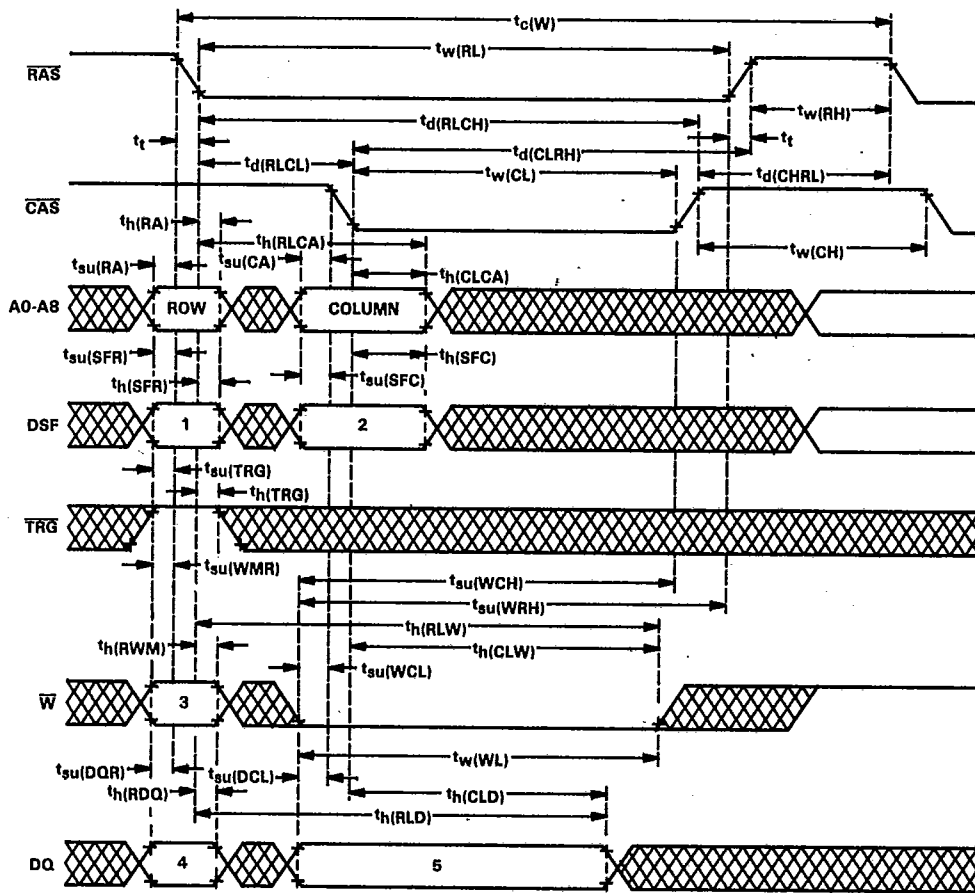 tc(W)
tw(RL)
RAS
tw(RH)
td(RLCH)
tt
tt
td(CLRH)
td(RLCL)
tw(CL)
td(CHRL)
CAS
th(RA)
th(RLCA)
tw(CH)
tsu(RA)
tsu(CA)
th(CLCA)
A0-A8
ROW
COLUMN
tsu(SFR)
th(SFC)
th(SFR)
tsu(SFC)
DSF
1
2
tsu(TRG)
th(TRG)
TRG
tsu(WMR)
tsu(WCH)
tsu(WRH)
th(RLW)
th(RWM)
th(CLW)
tsu(WCL)
W
3
tw(WL)
tsu(DQR)
tsu(DCL)
th(RDQ)
th(CLD)
th(RLD)
DQ
4
5